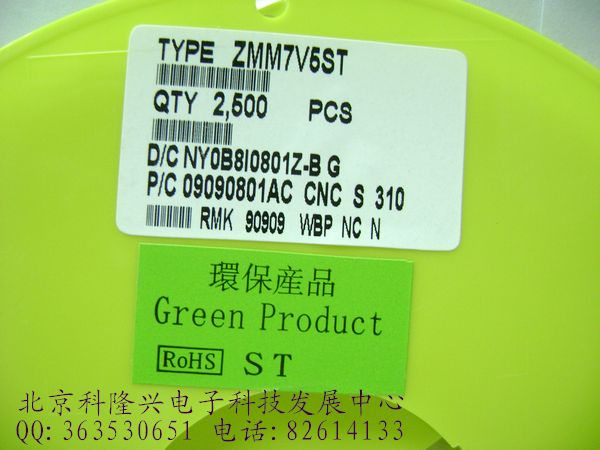 TYPE ZMM7V5ST
QTY 2,500 PCS
D/C NY0B8I0801Z-B G
P/C 09090801AC CNC S 310
RMK 90909 WBP NC N
環保産品
Green Product
RoHS ST
北京科隆兴电子科技发展中心
QQ:363530651 电话:82614133